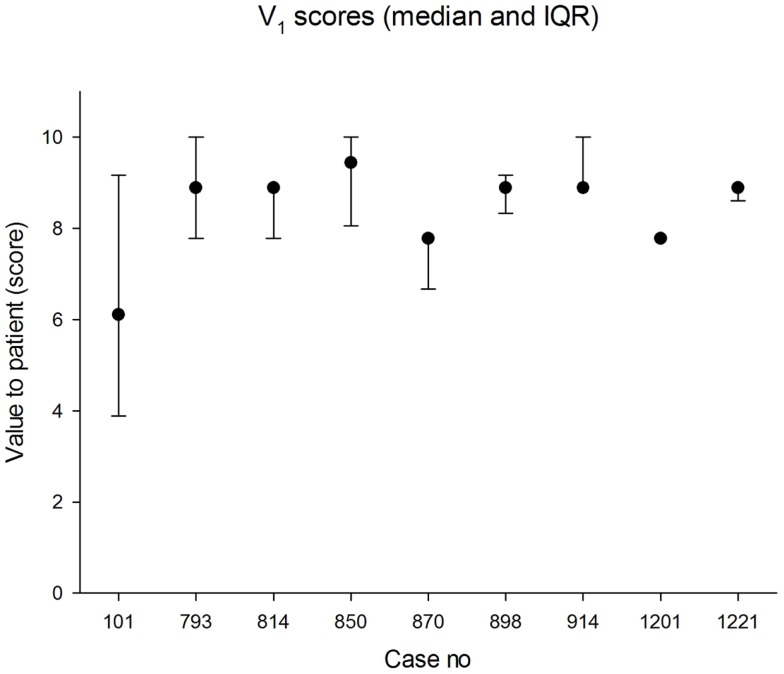 V₁ scores (median and IQR)
Value to patient (score)
10
8
6
4
2
0
101 793 814 850 870 898 914 1201 1221
Case no